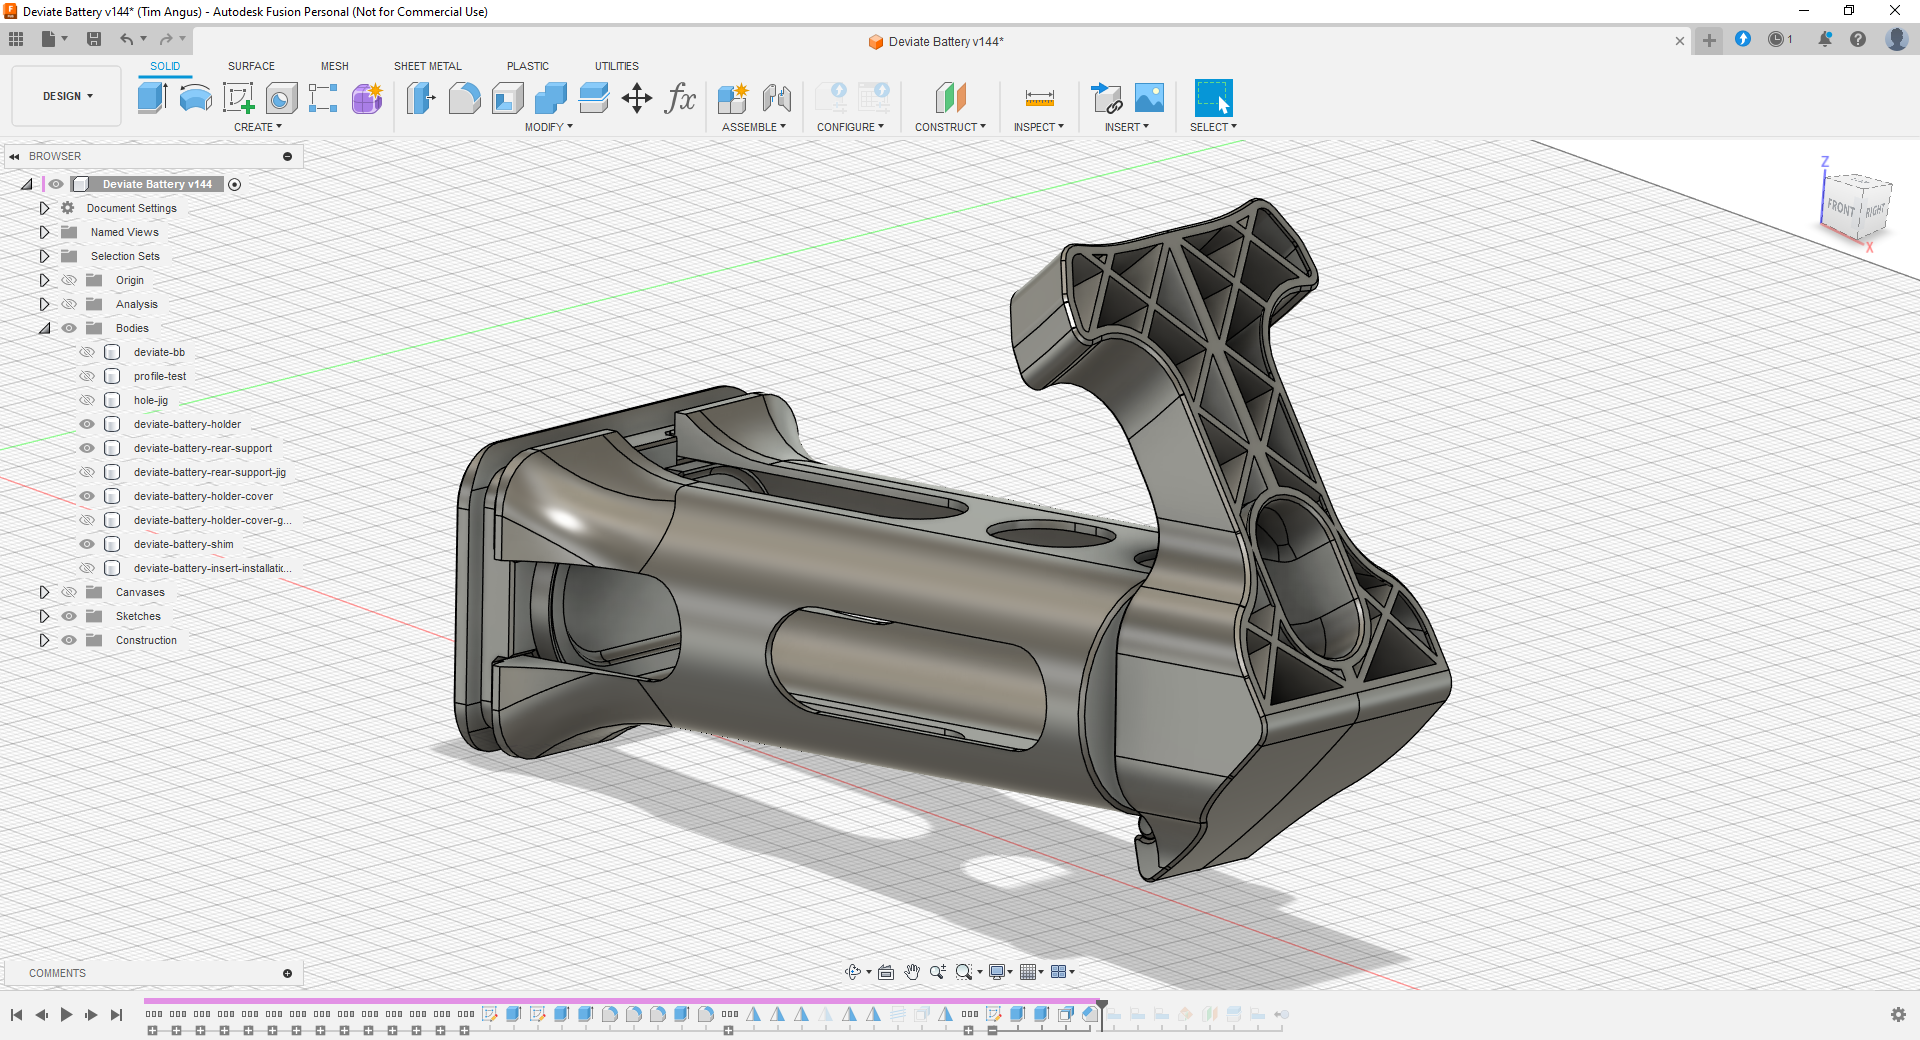 Deviate Battery v144* (Tim Angus) - Autodesk Fusion Personal (Not for Commercial Use)
Deviate Battery v144*
1
SOLID SURFACE MESH SHEET METAL PLASTIC UTILITIES
DESIGN
fx
CREATE MODIFY ASSEMBLE CONFIGURE CONSTRUCT INSPECT INSERT SELECT
BROWSER
Deviate Battery v144
Document Settings
Named Views
Selection Sets
Origin
Analysis
Bodies
deviate-bb
profile-test
hole-jig
deviate-battery-holder
deviate-battery-rear-support
deviate-battery-rear-support-jig
deviate-battery-holder-cover
deviate-battery-holder-cover-g...
deviate-battery-shim
deviate-battery-insert-installatic...
Canvases
Sketches
Construction
Z
FRONT RIGHT
X
COMMENTS